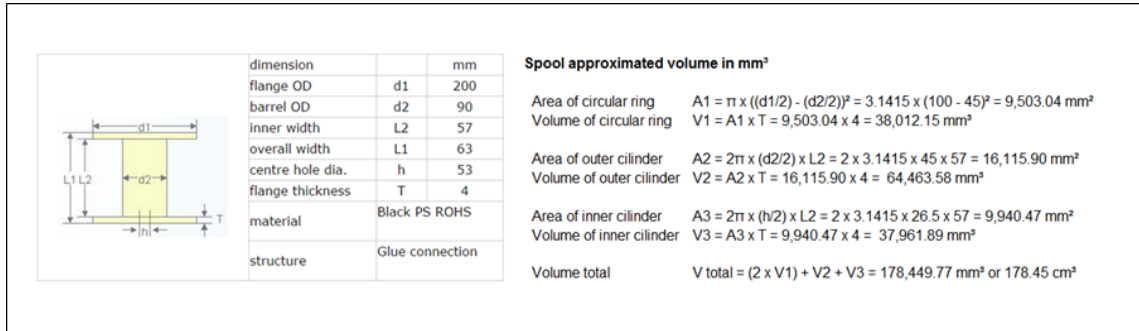 dimension mm
flange OD d1 200
barrel OD d2 90
inner width L2 57
overall width L1 63
centre hole dia. h 53
flange thickness T 4
material Black PS ROHS
structure Glue connection
d1
L1 L2
d2
T
h
Spool approximated volume in mm³
Area of circular ring A1 = π x ((d1/2) - (d2/2))² = 3.1415 x (100 - 45)² = 9,503.04 mm²
Volume of circular ring V1 = A1 x T = 9,503.04 x 4 = 38,012.15 mm³
Area of outer cilinder A2 = 2π x (d2/2) x L2 = 2 x 3.1415 x 45 x 57 = 16,115.90 mm²
Volume of outer cilinder V2 = A2 x T = 16,115.90 x 4 = 64,463.58 mm³
Area of inner cilinder A3 = 2π x (h/2) x L2 = 2 x 3.1415 x 26.5 x 57 = 9,940.47 mm²
Volume of inner cilinder V3 = A3 x T = 9,940.47 x 4 = 37,961.89 mm³
Volume total V total = (2 x V1) + V2 + V3 = 178,449.77 mm³ or 178.45 cm³